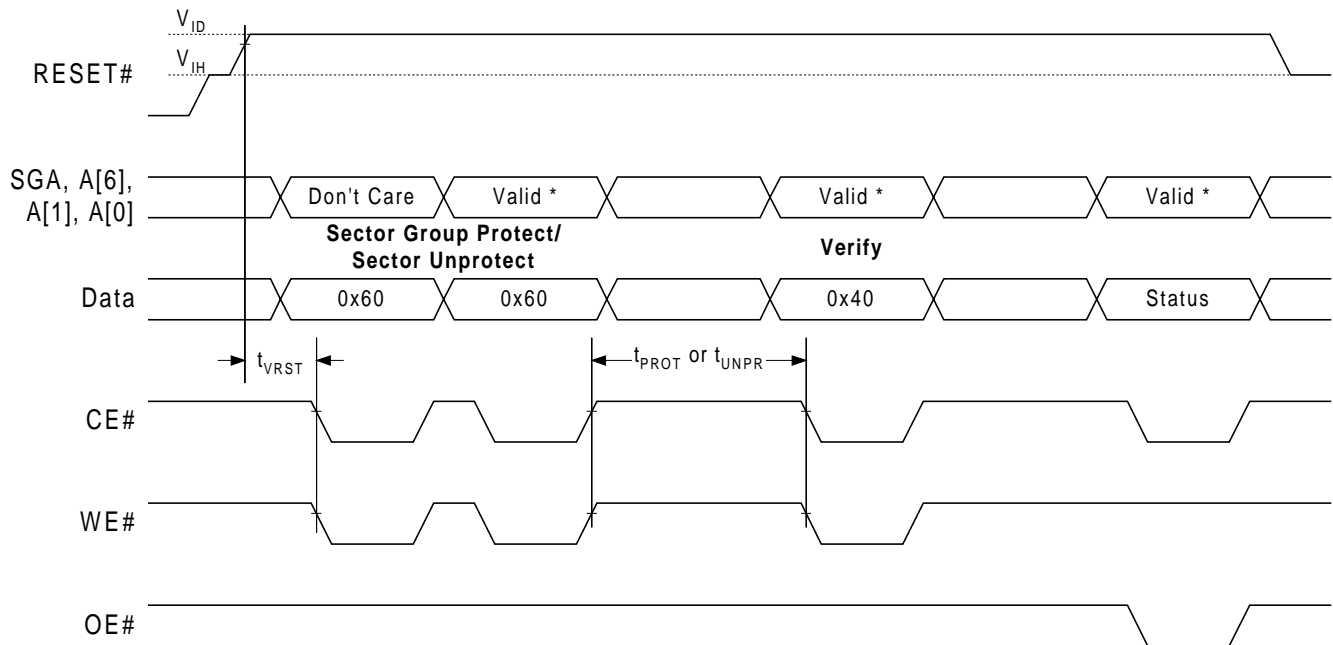 V_ID
V_IH
RESET#
SGA, A[6],
A[1], A[0]
Don't Care
Valid *
Valid *
Valid *
Sector Group Protect/
Sector Unprotect
Verify
Data
0x60
0x60
0x40
Status
t_VRST
t_PROT or t_UNPR
CE#
WE#
OE#